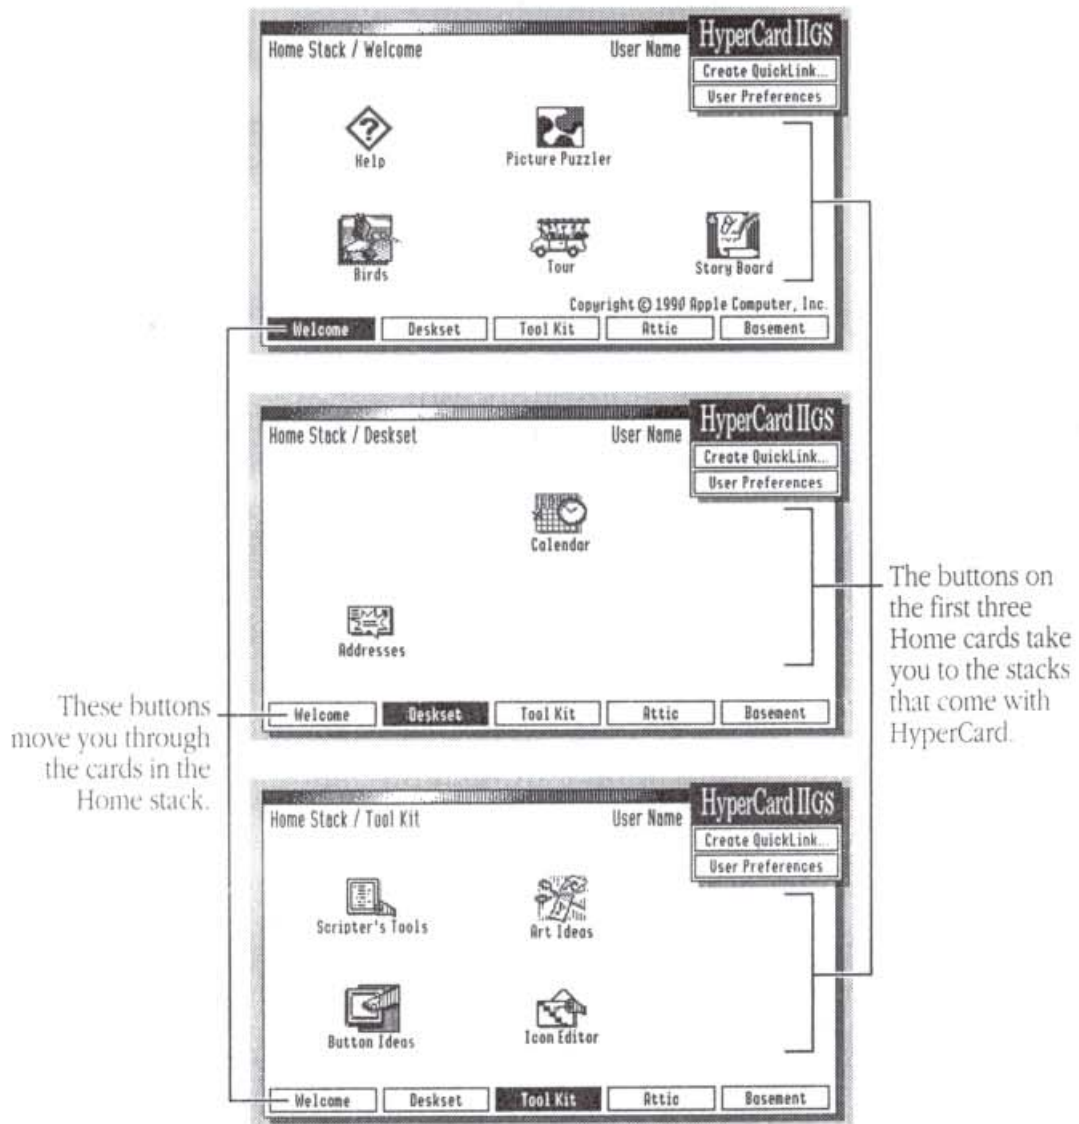 Home Stack / Welcome
User Name
HyperCard IIGS
Create QuickLink...
User Preferences
Help
Picture Puzzler
Birds
Tour
Story Board
Copyright © 1990 Apple Computer, Inc.
Welcome
Deskset
Tool Kit
Attic
Basement
Home Stack / Deskset
User Name
HyperCard IIGS
Create QuickLink...
User Preferences
Calendar
Addresses
Welcome
Deskset
Tool Kit
Attic
Basement
These buttons
move you through
the cards in the
Home stack.
The buttons on
the first three
Home cards take
you to the stacks
that come with
HyperCard.
Home Stack / Tool Kit
User Name
HyperCard IIGS
Create QuickLink...
User Preferences
Scripter's Tools
Art Ideas
Button Ideas
Icon Editor
Welcome
Deskset
Tool Kit
Attic
Basement